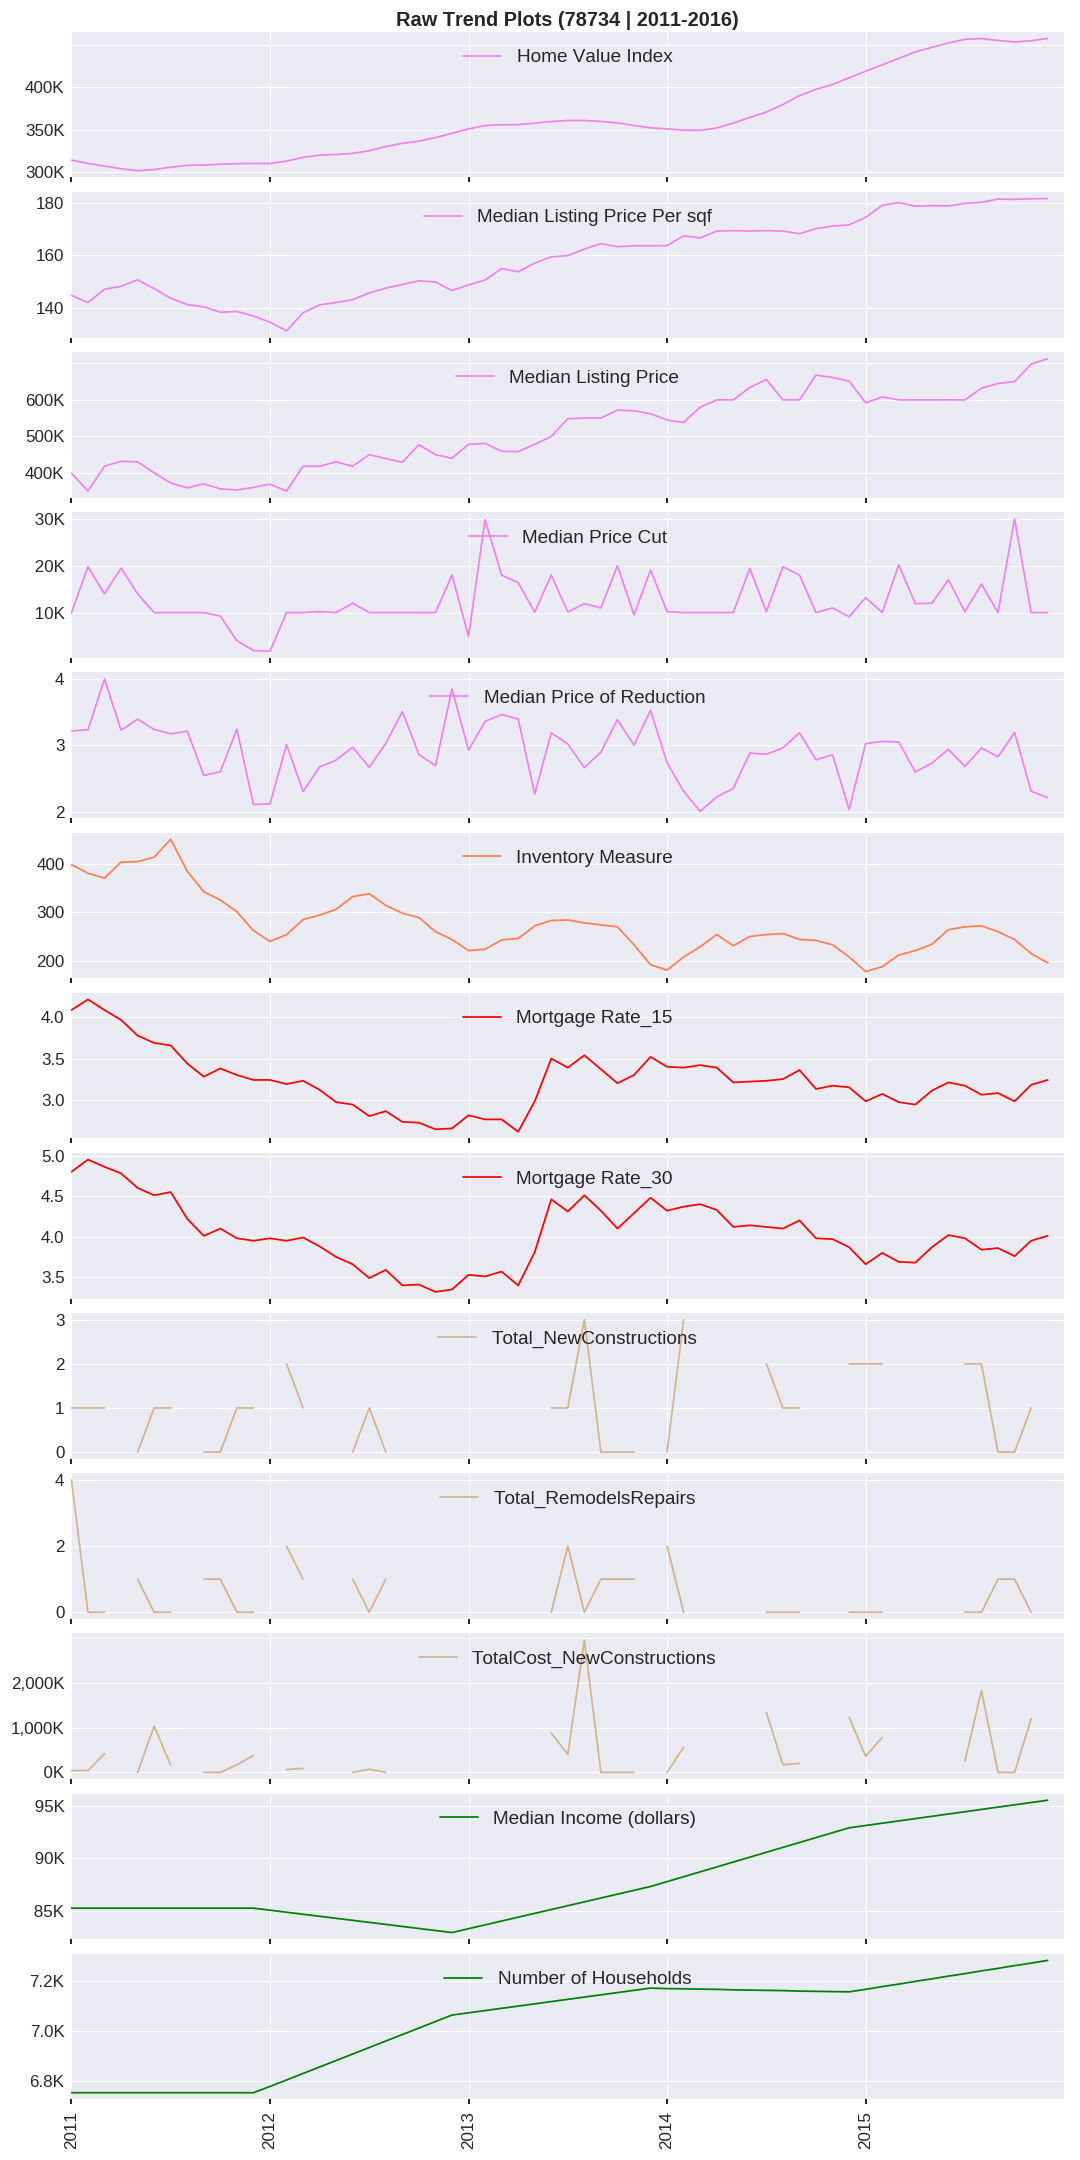 Raw Trend Plots (78734 | 2011-2016)
Home Value Index
400K
350K
300K
Median Listing Price Per sqf
180
160
140
Median Listing Price
600K
500K
400K
Median Price Cut
30K
20K
10K
Median Price of Reduction
4
3
2
Inventory Measure
400
300
200
Mortgage Rate_15
4.0
3.5
3.0
Mortgage Rate_30
5.0
4.5
4.0
3.5
Total_NewConstructions
3
2
1
0
Total_RemodelsRepairs
4
2
0
TotalCost_NewConstructions
2,000K
1,000K
0K
Median Income (dollars)
95K
90K
85K
Number of Households
7.2K
7.0K
6.8K
2011
2012
2013
2014
2015